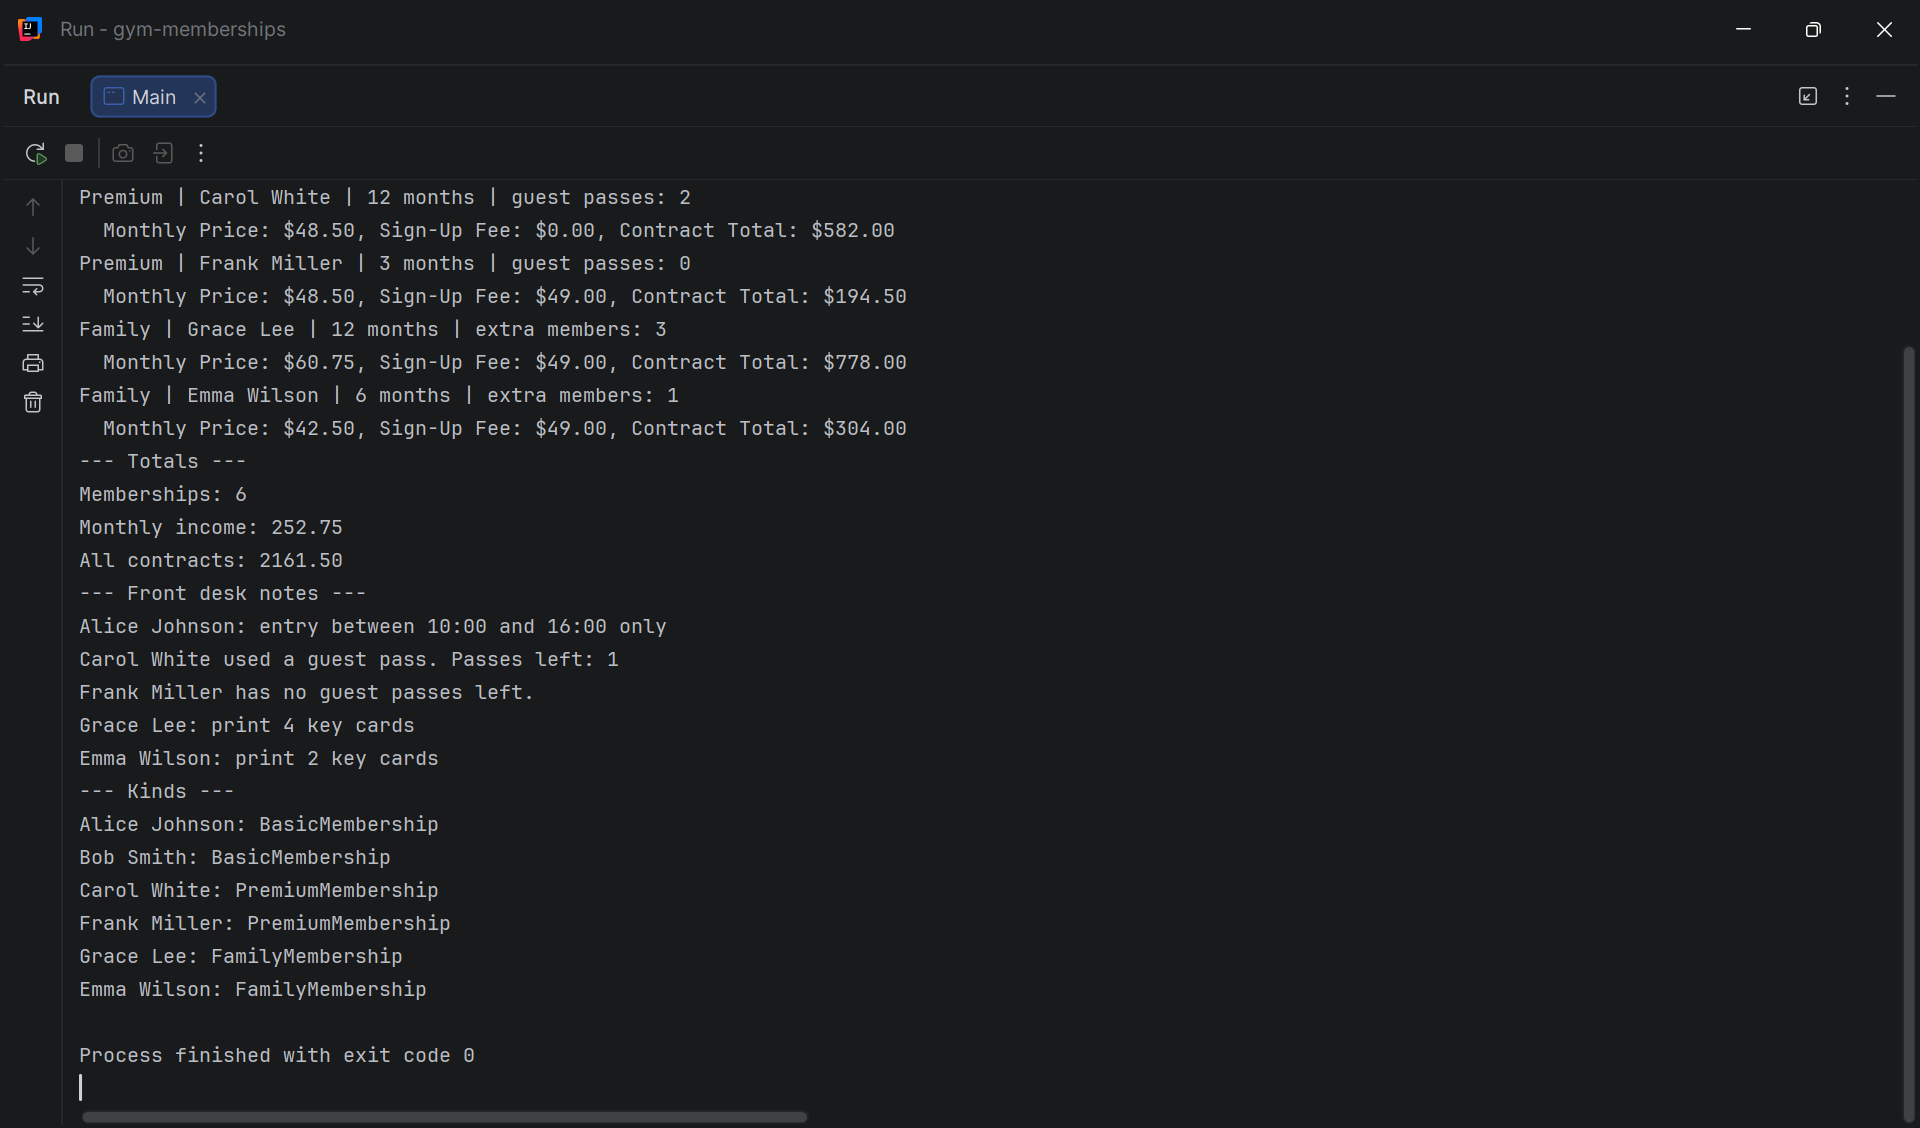 Run - gym-memberships
Run Main
Premium | Carol White | 12 months | guest passes: 2
  Monthly Price: $48.50, Sign-Up Fee: $0.00, Contract Total: $582.00
Premium | Frank Miller | 3 months | guest passes: 0
  Monthly Price: $48.50, Sign-Up Fee: $49.00, Contract Total: $194.50
Family | Grace Lee | 12 months | extra members: 3
  Monthly Price: $60.75, Sign-Up Fee: $49.00, Contract Total: $778.00
Family | Emma Wilson | 6 months | extra members: 1
  Monthly Price: $42.50, Sign-Up Fee: $49.00, Contract Total: $304.00
--- Totals ---
Memberships: 6
Monthly income: 252.75
All contracts: 2161.50
--- Front desk notes ---
Alice Johnson: entry between 10:00 and 16:00 only
Carol White used a guest pass. Passes left: 1
Frank Miller has no guest passes left.
Grace Lee: print 4 key cards
Emma Wilson: print 2 key cards
--- Kinds ---
Alice Johnson: BasicMembership
Bob Smith: BasicMembership
Carol White: PremiumMembership
Frank Miller: PremiumMembership
Grace Lee: FamilyMembership
Emma Wilson: FamilyMembership

Process finished with exit code 0